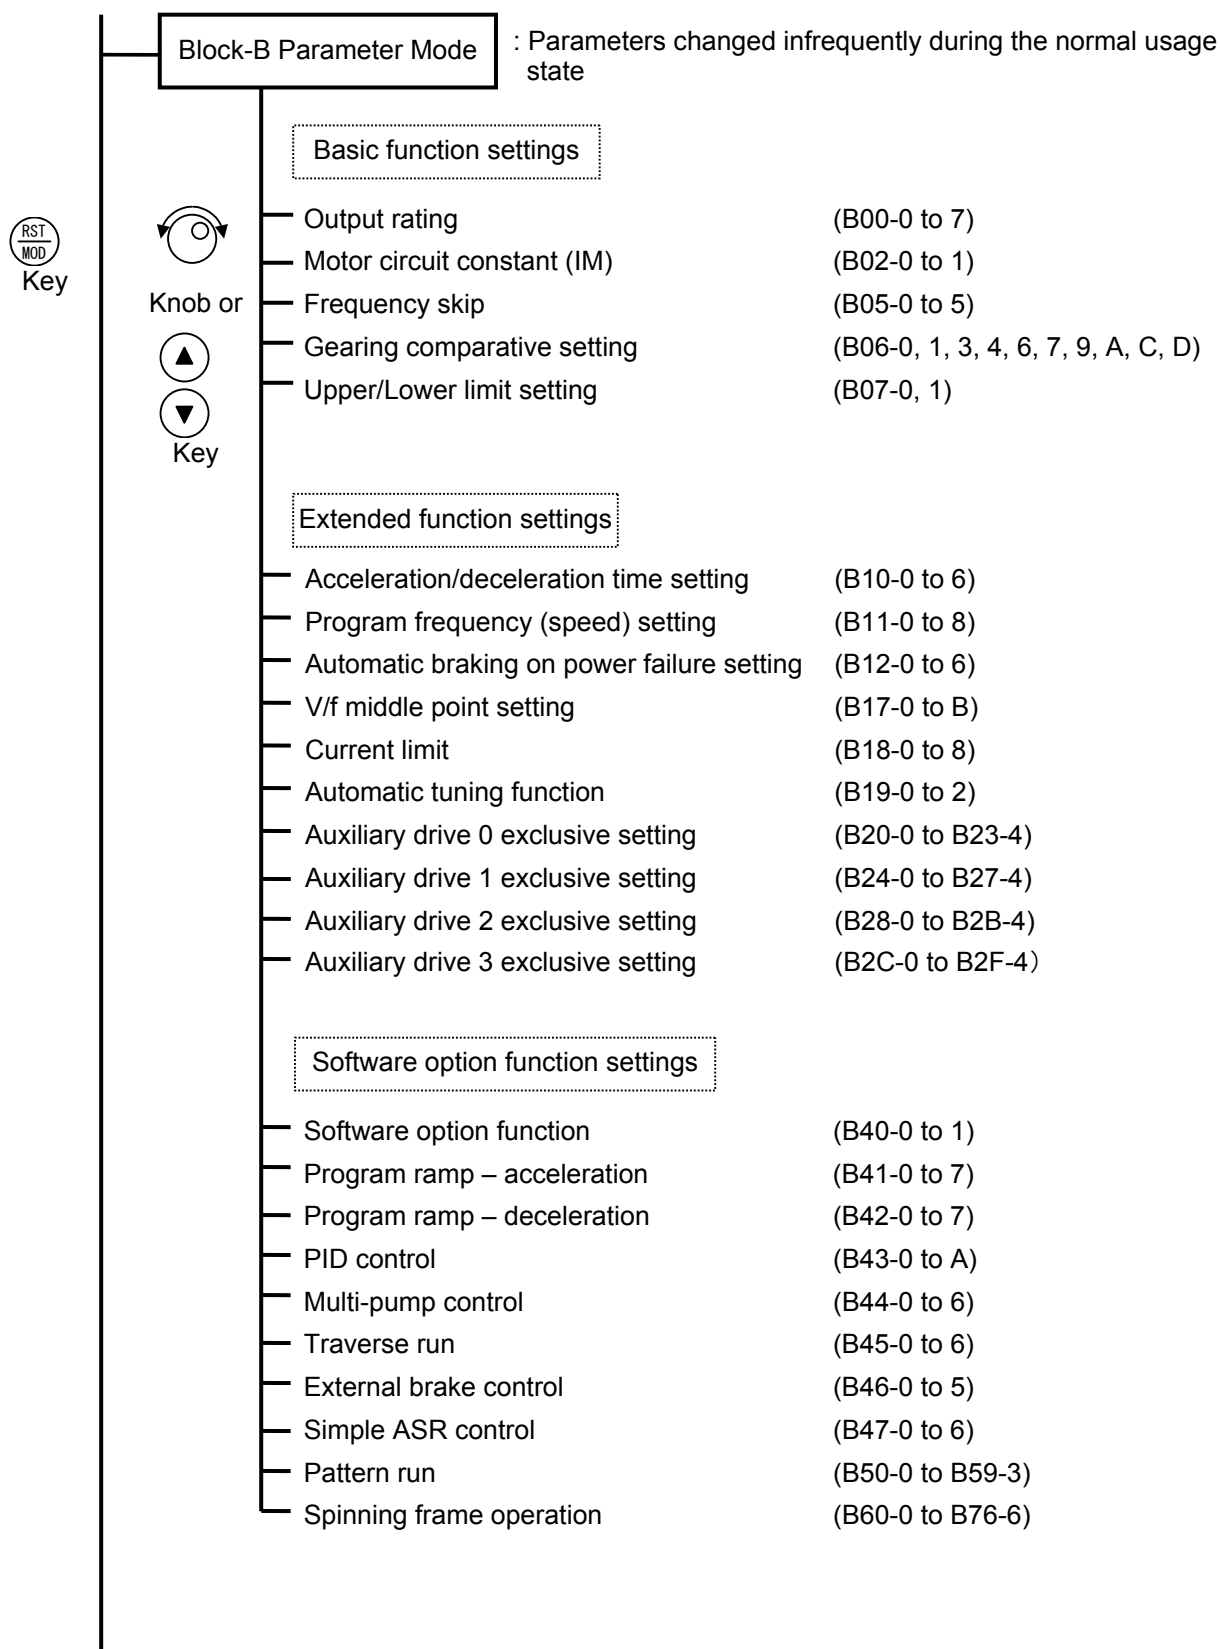 Block-B Parameter Mode : Parameters changed infrequently during the normal usage
state
Basic function settings
RST
MOD
Key
Knob or
Key
Output rating (B00-0 to 7)
Motor circuit constant (IM) (B02-0 to 1)
Frequency skip (B05-0 to 5)
Gearing comparative setting (B06-0, 1, 3, 4, 6, 7, 9, A, C, D)
Upper/Lower limit setting (B07-0, 1)
Extended function settings
Acceleration/deceleration time setting (B10-0 to 6)
Program frequency (speed) setting (B11-0 to 8)
Automatic braking on power failure setting (B12-0 to 6)
V/f middle point setting (B17-0 to B)
Current limit (B18-0 to 8)
Automatic tuning function (B19-0 to 2)
Auxiliary drive 0 exclusive setting (B20-0 to B23-4)
Auxiliary drive 1 exclusive setting (B24-0 to B27-4)
Auxiliary drive 2 exclusive setting (B28-0 to B2B-4)
Auxiliary drive 3 exclusive setting (B2C-0 to B2F-4）
Software option function settings
Software option function (B40-0 to 1)
Program ramp – acceleration (B41-0 to 7)
Program ramp – deceleration (B42-0 to 7)
PID control (B43-0 to A)
Multi-pump control (B44-0 to 6)
Traverse run (B45-0 to 6)
External brake control (B46-0 to 5)
Simple ASR control (B47-0 to 6)
Pattern run (B50-0 to B59-3)
Spinning frame operation (B60-0 to B76-6)